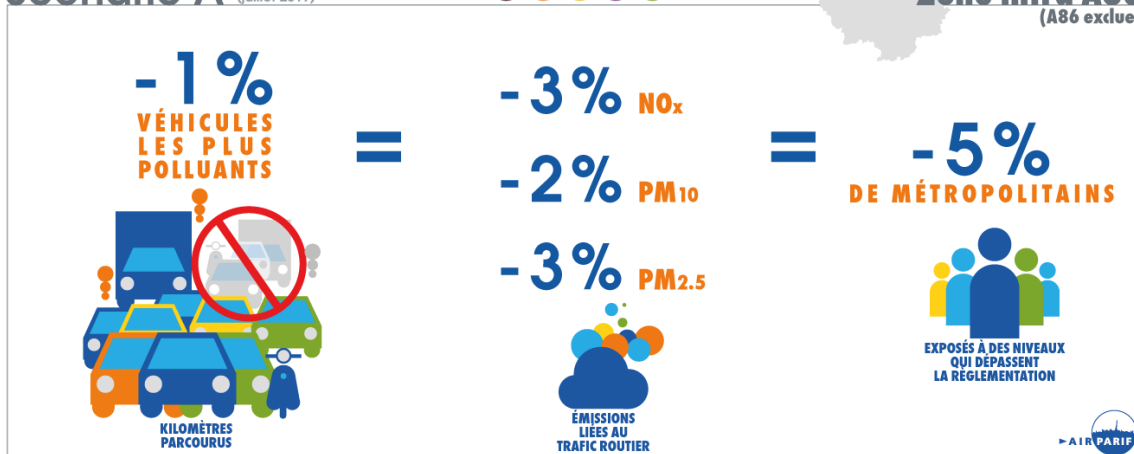 (A86 exclue
- 1 %
VÉHICULES
LES PLUS
POLLUANTS
=
- 3 % NOx
- 2 % PM10
- 3 % PM2.5
=
- 5 %
DE MÉTROPOLITAINS
KILOMÈTRES
PARCOURUS
ÉMISSIONS
LIÉES AU
TRAFIC ROUTIER
EXPOSÉS À DES NIVEAUX
QUI DÉPASSENT
LA RÉGLEMENTATION
AIRPARIF